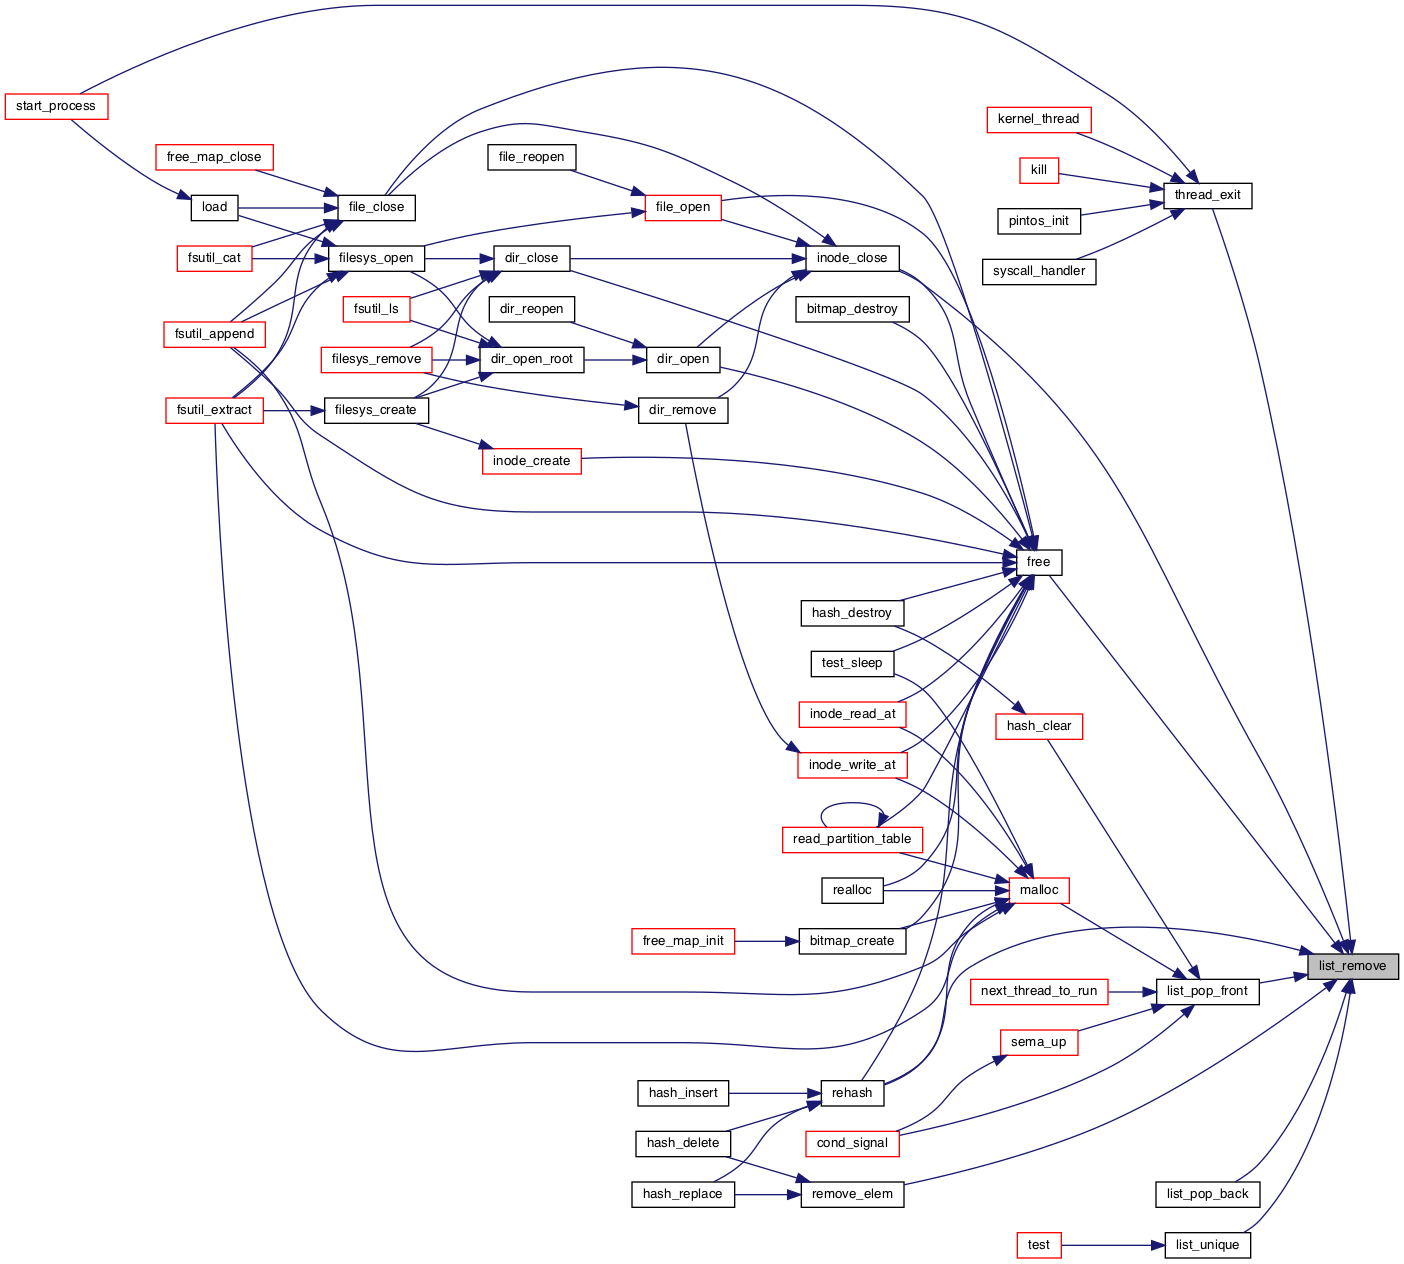 start_process
kernel_thread
free_map_close
file_reopen
kill
thread_exit
load
file_close
file_open
pintos_init
fsutil_cat
filesys_open
dir_close
inode_close
syscall_handler
fsutil_ls
dir_reopen
bitmap_destroy
fsutil_append
filesys_remove
dir_open_root
dir_open
fsutil_extract
filesys_create
dir_remove
inode_create
free
hash_destroy
test_sleep
inode_read_at
hash_clear
inode_write_at
read_partition_table
realloc
malloc
free_map_init
bitmap_create
list_remove
next_thread_to_run
list_pop_front
sema_up
hash_insert
rehash
hash_delete
cond_signal
hash_replace
remove_elem
list_pop_back
test
list_unique